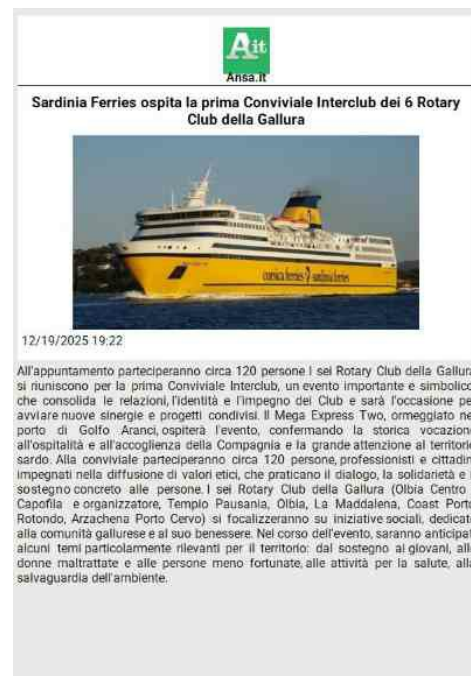 Ait
Ansa.it
Sardinia Ferries ospita la prima Conviviale Interclub dei 6 Rotary
Club della Gallura
corsica ferries sardinia ferries
12/19/2025 19:22
All'appuntamento parteciperanno circa 120 persone I sei Rotary Club della Gallura
si riuniscono per la prima Conviviale Interclub, un evento importante e simbolico
che consolida le relazioni, l'identità e l'impegno dei Club e sarà l'occasione per
avviare nuove sinergie e progetti condivisi. Il Mega Express Two, ormeggiato nel
porto di Golfo Aranci, ospiterà l'evento, confermando la storica vocazione
all'ospitalità e all'accoglienza della Compagnia e la grande attenzione al territorio
sardo. Alla conviviale parteciperanno circa 120 persone, professionisti e cittadin
impegnati nella diffusione di valori etici, che praticano il dialogo, la solidarietà e
sostegno concreto alle persone. I sei Rotary Club della Gallura (Olbia Centro
Capofila e organizzatore, Tempio Pausania, Olbia, La Maddalena, Coast Porto
Rotondo, Arzachena Porto Cervo) si focalizzeranno su iniziative sociali, dedicate
alla comunità gallurese e al suo benessere. Nel corso dell'evento, saranno anticipat
alcuni temi particolarmente rilevanti per il territorio: dal sostegno ai giovani, alle
donne maltrattate e alle persone meno fortunate, alle attività per la salute, alla
salvaguardia dell'ambiente.